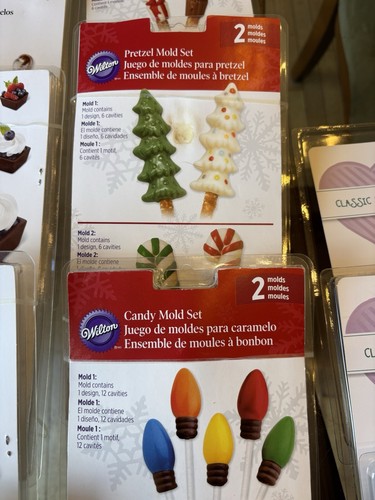 elos
2 molds
moldes
moules
Wilton
Pretzel Mold Set
Juego de moldes para pretzel
Ensemble de moules à bretzel
Mold 1:
Mold contains
1 design, 6 cavities
Molde 1:
El molde contiene
1 diseño, 6 cavidades
Moule 1:
Contient 1 motif,
6 cavités
Mold 2:
Mold contains
1 design, 6 cavities
Molde 2:
El molde contiene
2 molds
moldes
moules
Wilton
Candy Mold Set
Juego de moldes para caramelo
Ensemble de moules à bonbon
Mold 1:
Mold contains
1 design, 12 cavities
Molde 1:
El molde contiene
1 diseño, 12 cavidades
Moule 1:
Contient 1 motif,
12 cavités
CLASSIC
CL